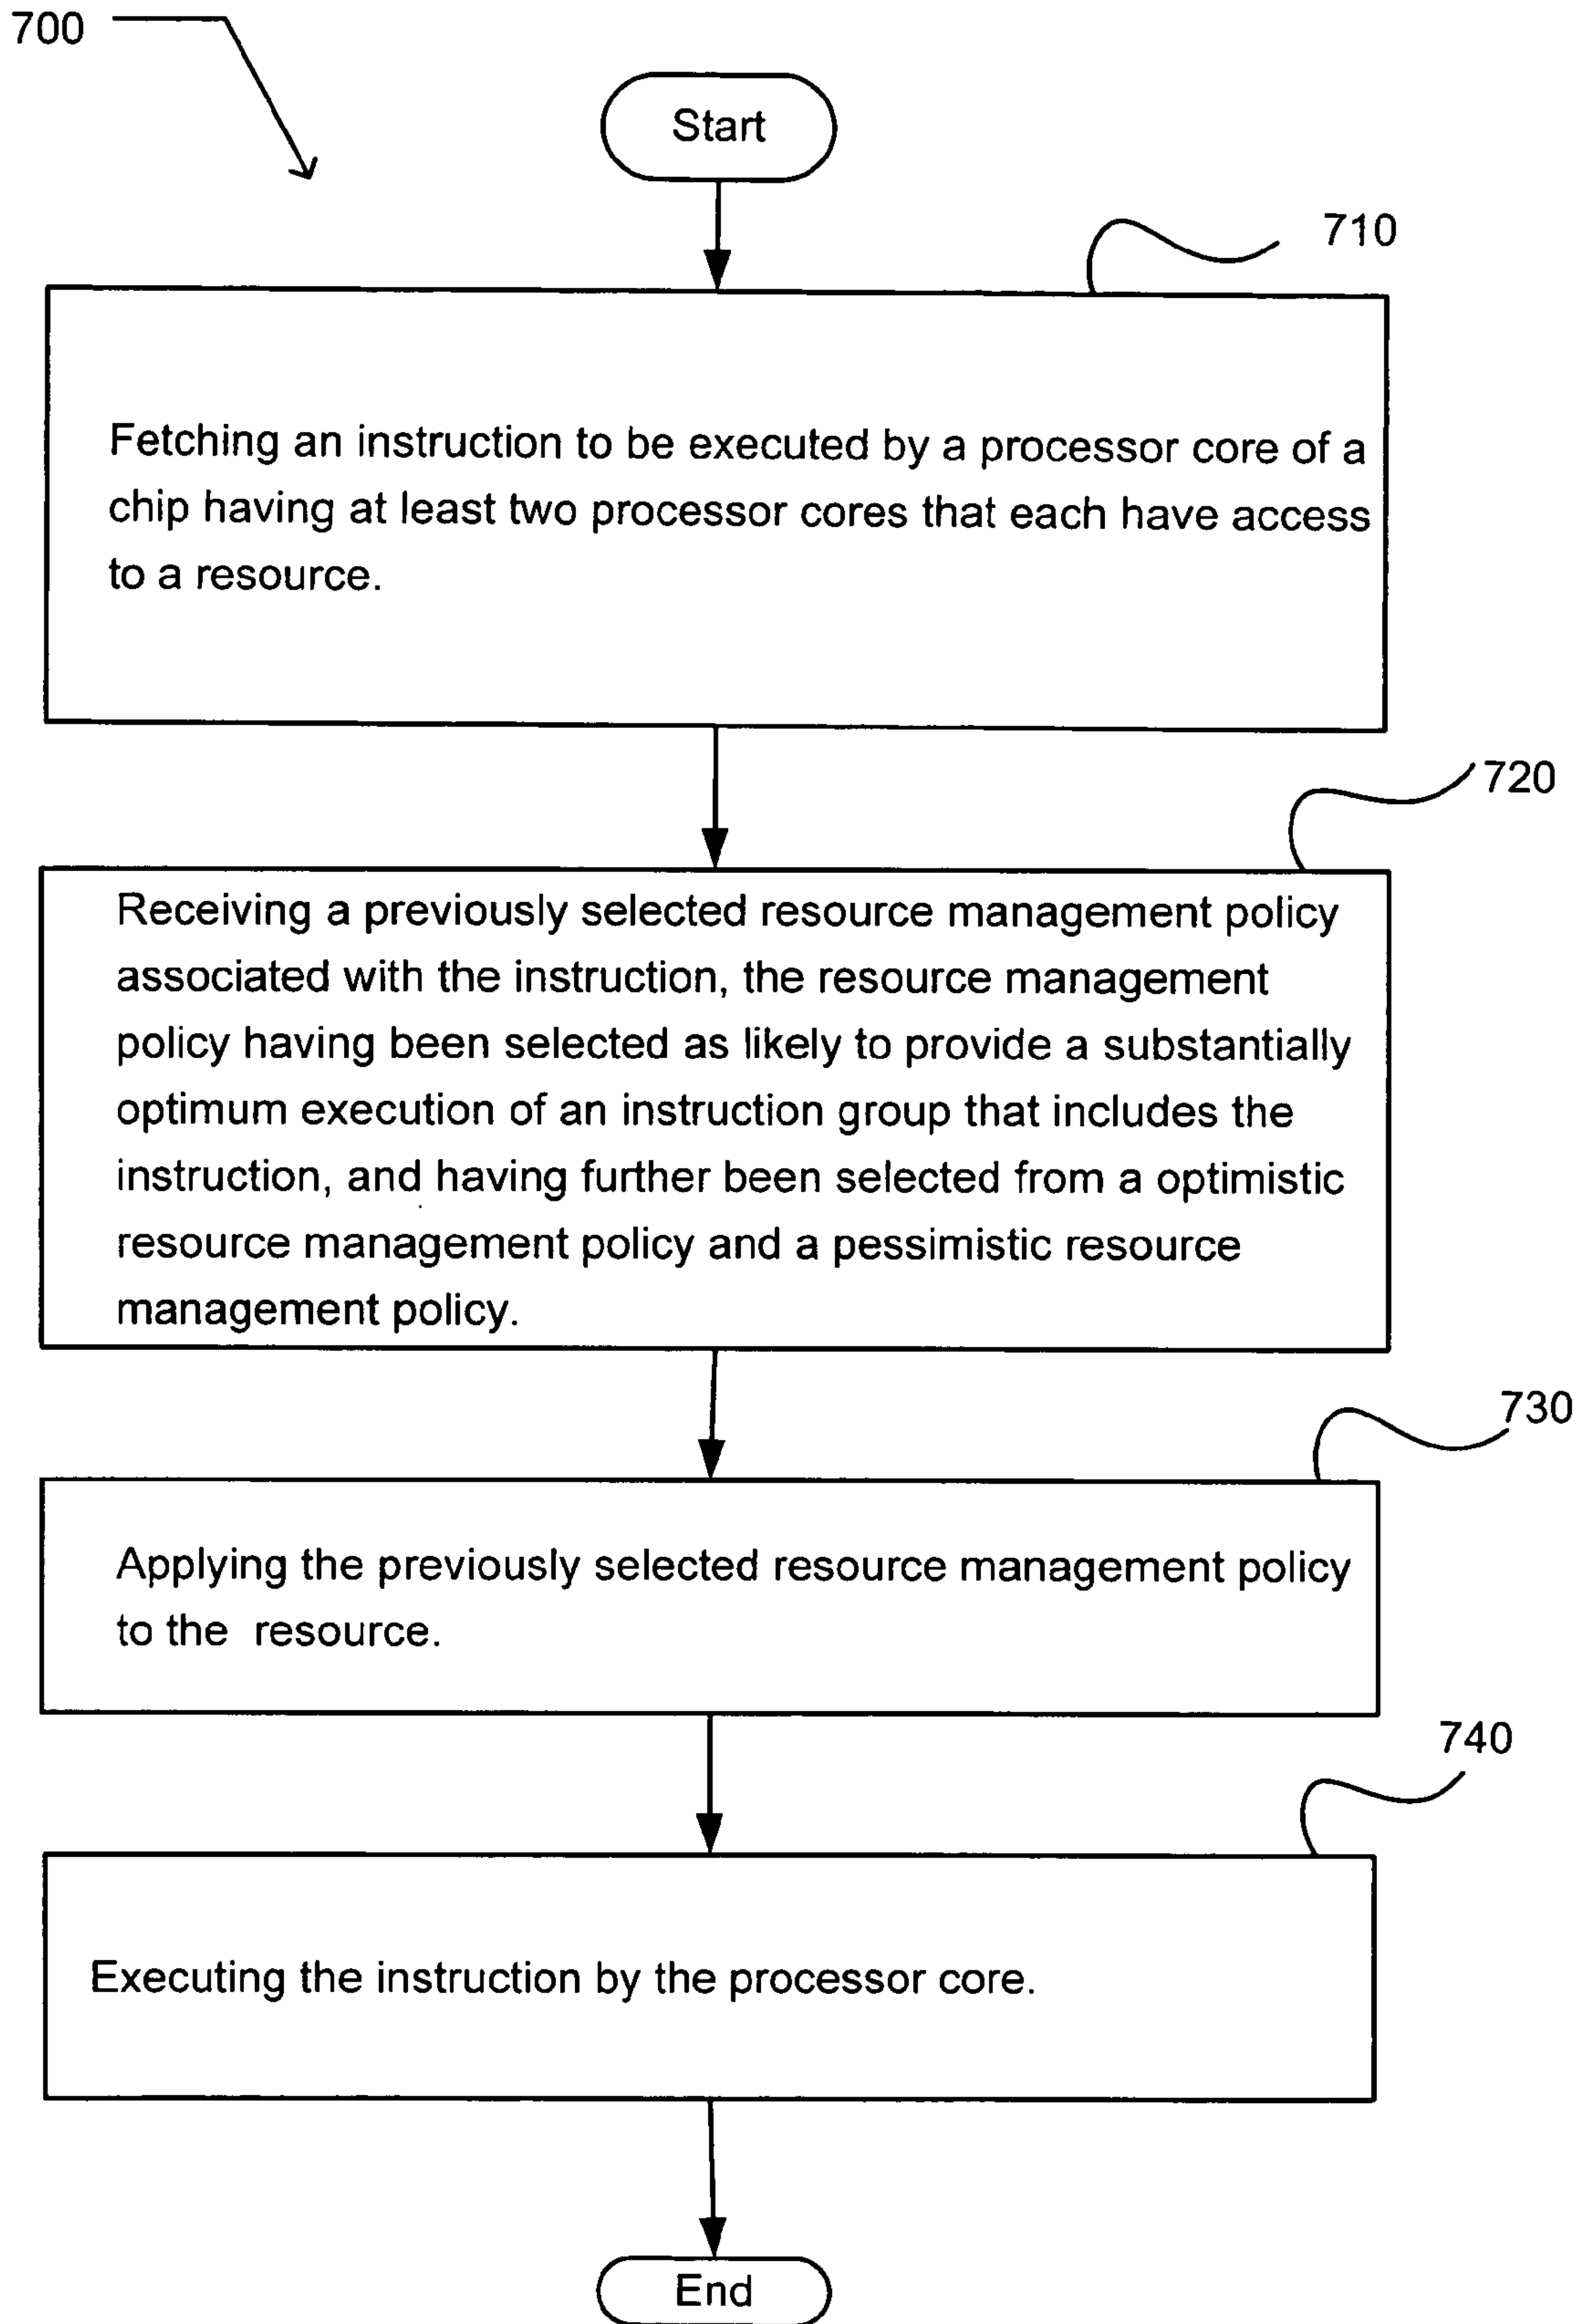 700
Start
710
Fetching an instruction to be executed by a processor core of a
chip having at least two processor cores that each have access
to a resource.
720
Receiving a previously selected resource management policy
associated with the instruction, the resource management
policy having been selected as likely to provide a substantially
optimum execution of an instruction group that includes the
instruction, and having further been selected from a optimistic
resource management policy and a pessimistic resource
management policy.
730
Applying the previously selected resource management policy
to the  resource.
740
Executing the instruction by the processor core.
End